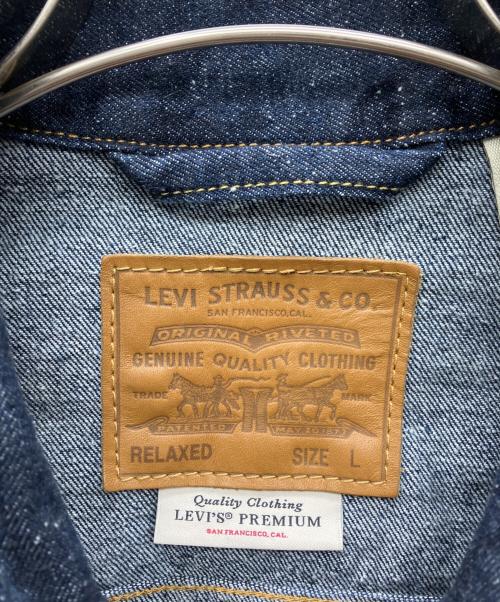 LEVI STRAUSS & CO.
SAN FRANCISCO, CAL.
ORIGINAL RIVETED
GENUINE QUALITY CLOTHING
TRADE MARK
PATENTED MAY 20 1873
RELAXED SIZE L
Quality Clothing
LEVI'S® PREMIUM
SAN FRANCISCO, CAL.